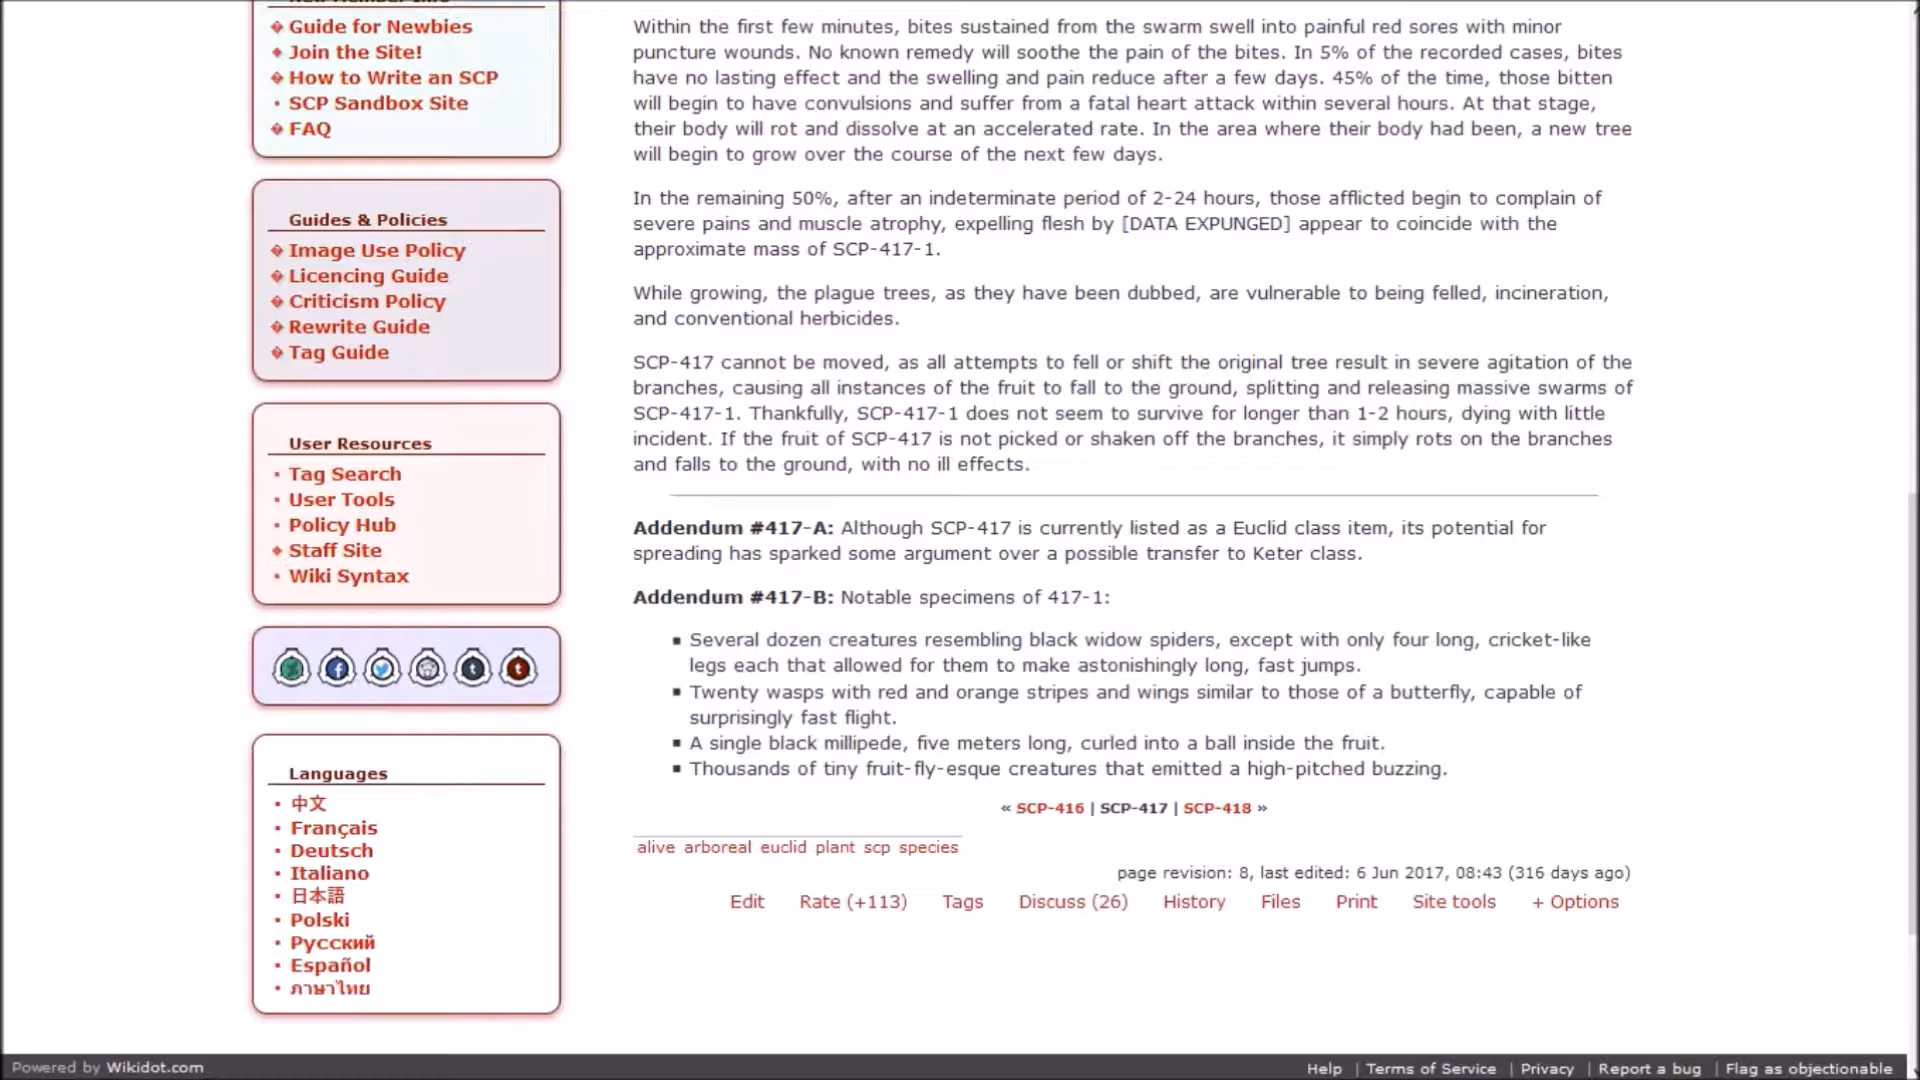 Guide for Newbies
Join the Site!
How to Write an SCP
SCP Sandbox Site
FAQ
Guides & Policies
Image Use Policy
Licencing Guide
Criticism Policy
Rewrite Guide
Tag Guide
User Resources
Tag Search
User Tools
Policy Hub
Staff Site
Wiki Syntax
Languages
中文
Français
Deutsch
Italiano
日本語
Polski
Русский
Español
ภาษาไทย
Within the first few minutes, bites sustained from the swarm swell into painful red sores with minor
puncture wounds. No known remedy will soothe the pain of the bites. In 5% of the recorded cases, bites
have no lasting effect and the swelling and pain reduce after a few days. 45% of the time, those bitten
will begin to have convulsions and suffer from a fatal heart attack within several hours. At that stage,
their body will rot and dissolve at an accelerated rate. In the area where their body had been, a new tree
will begin to grow over the course of the next few days.
In the remaining 50%, after an indeterminate period of 2-24 hours, those afflicted begin to complain of
severe pains and muscle atrophy, expelling flesh by [DATA EXPUNGED] appear to coincide with the
approximate mass of SCP-417-1.
While growing, the plague trees, as they have been dubbed, are vulnerable to being felled, incineration,
and conventional herbicides.
SCP-417 cannot be moved, as all attempts to fell or shift the original tree result in severe agitation of the
branches, causing all instances of the fruit to fall to the ground, splitting and releasing massive swarms of
SCP-417-1. Thankfully, SCP-417-1 does not seem to survive for longer than 1-2 hours, dying with little
incident. If the fruit of SCP-417 is not picked or shaken off the branches, it simply rots on the branches
and falls to the ground, with no ill effects.
Addendum #417-A: Although SCP-417 is currently listed as a Euclid class item, its potential for
spreading has sparked some argument over a possible transfer to Keter class.
Addendum #417-B: Notable specimens of 417-1:
Several dozen creatures resembling black widow spiders, except with only four long, cricket-like
legs each that allowed for them to make astonishingly long, fast jumps.
Twenty wasps with red and orange stripes and wings similar to those of a butterfly, capable of
surprisingly fast flight.
A single black millipede, five meters long, curled into a ball inside the fruit.
Thousands of tiny fruit-fly-esque creatures that emitted a high-pitched buzzing.
« SCP-416 | SCP-417 | SCP-418 »
alive arboreal euclid plant scp species
page revision: 8, last edited: 6 Jun 2017, 08:43 (316 days ago)
Edit Rate (+113) Tags Discuss (26) History Files Print Site tools + Options
Powered by Wikidot.com
Help | Terms of Service | Privacy | Report a bug | Flag as objectionable